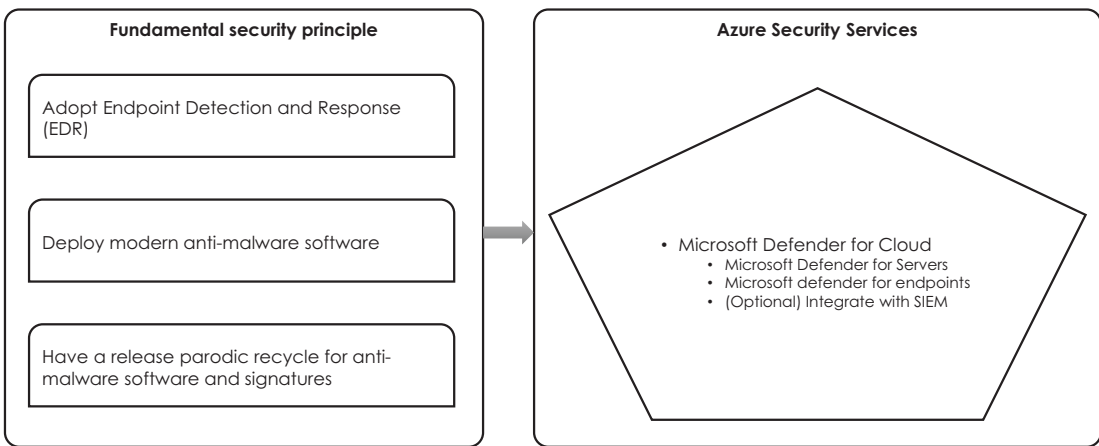 Fundamental security principle
Adopt Endpoint Detection and Response
(EDR)
Deploy modern anti-malware software
Have a release parodic recycle for anti-
malware software and signatures
Azure Security Services
• Microsoft Defender for Cloud
• Microsoft Defender for Servers
• Microsoft defender for endpoints
• (Optional) Integrate with SIEM